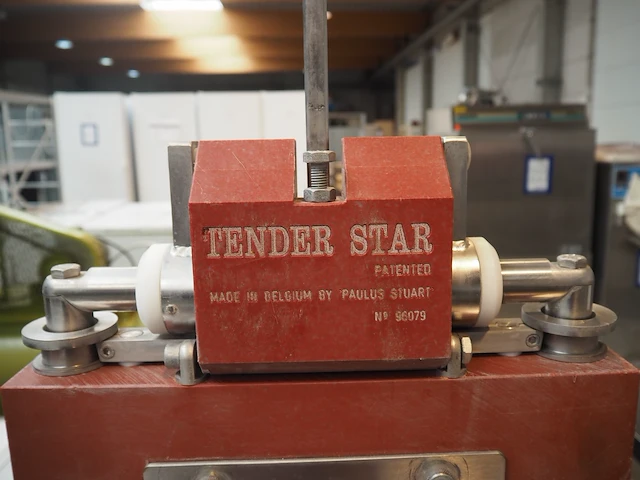 TENDER STAR
PATENTED
MADE IN BELGIUM BY "PAULUS STUART"
No 96079